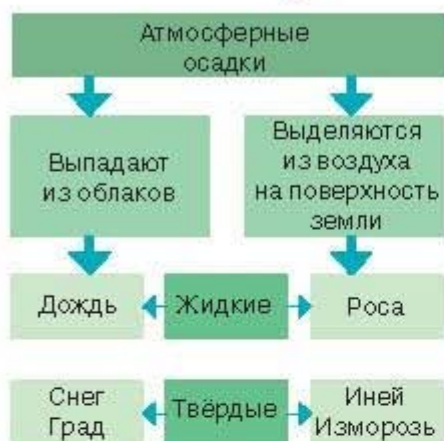 Атмосферные
осадки
Выпадают
из облаков
Выделяются
из воздуха
на поверхность
земли
Дождь
Жидкие
Роса
Снег
Град
Твёрдые
Иней
Изморозь